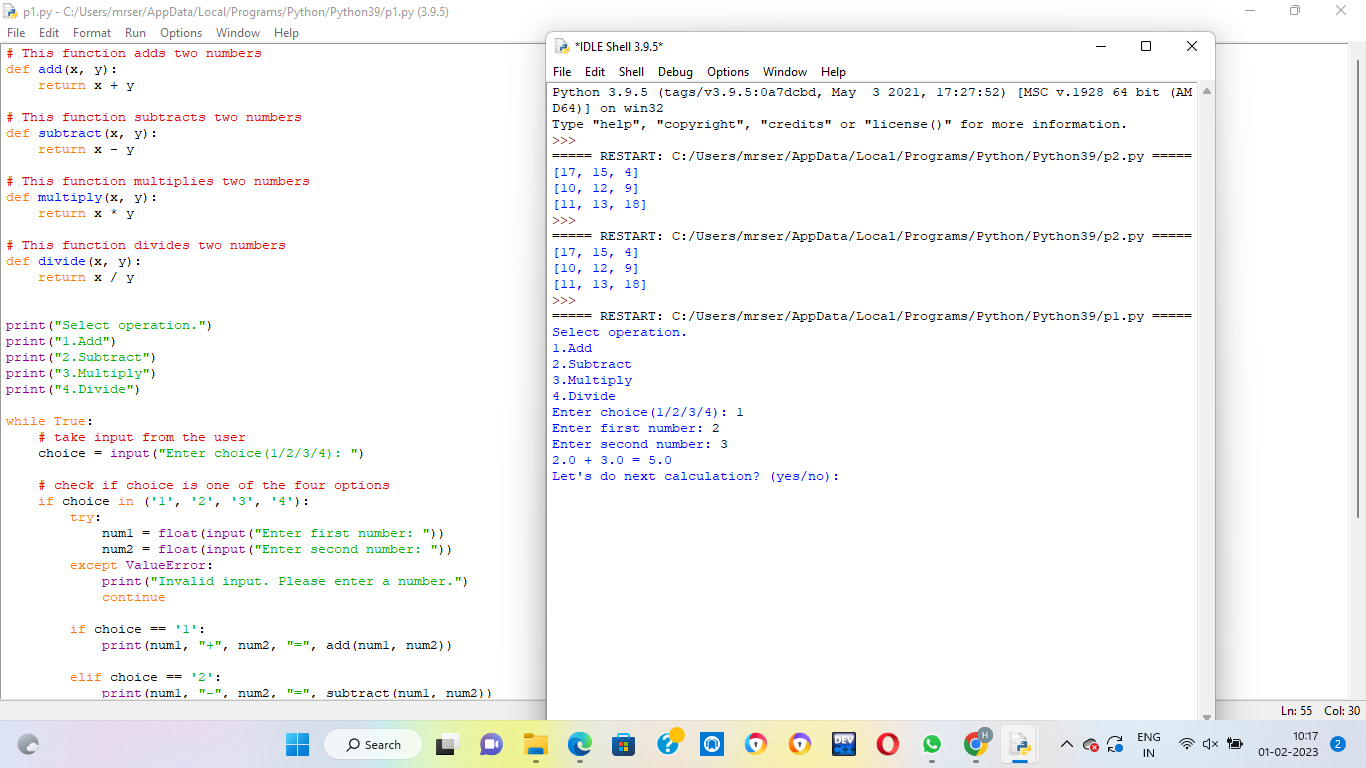 p1.py - C:/Users/mrser/AppData/Local/Programs/Python/Python39/p1.py (3.9.5)
File Edit Format Run Options Window Help
# This function adds two numbers
def add(x, y):
    return x + y
# This function subtracts two numbers
def subtract(x, y):
    return x - y
# This function multiplies two numbers
def multiply(x, y):
    return x * y
# This function divides two numbers
def divide(x, y):
    return x / y
print("Select operation.")
print("1.Add")
print("2.Subtract")
print("3.Multiply")
print("4.Divide")
while True:
    # take input from the user
    choice = input("Enter choice(1/2/3/4): ")
    # check if choice is one of the four options
    if choice in ('1', '2', '3', '4'):
        try:
            num1 = float(input("Enter first number: "))
            num2 = float(input("Enter second number: "))
        except ValueError:
            print("Invalid input. Please enter a number.")
            continue
        if choice == '1':
            print(num1, "+", num2, "=", add(num1, num2))
        elif choice == '2':
            print(num1, "-", num2, "=", subtract(num1, num2))
*IDLE Shell 3.9.5*
File Edit Shell Debug Options Window Help
Python 3.9.5 (tags/v3.9.5:0a7dcbd, May  3 2021, 17:27:52) [MSC v.1928 64 bit (AM
D64)] on win32
Type "help", "copyright", "credits" or "license()" for more information.
>>>
===== RESTART: C:/Users/mrser/AppData/Local/Programs/Python/Python39/p2.py =====
[17, 15, 4]
[10, 12, 9]
[11, 13, 18]
>>>
===== RESTART: C:/Users/mrser/AppData/Local/Programs/Python/Python39/p2.py =====
[17, 15, 4]
[10, 12, 9]
[11, 13, 18]
>>>
===== RESTART: C:/Users/mrser/AppData/Local/Programs/Python/Python39/p1.py =====
Select operation.
1.Add
2.Subtract
3.Multiply
4.Divide
Enter choice(1/2/3/4): 1
Enter first number: 2
Enter second number: 3
2.0 + 3.0 = 5.0
Let's do next calculation? (yes/no):
Ln: 55 Col: 30
Search
DEV
H
ENG
IN
10:17
01-02-2023
2